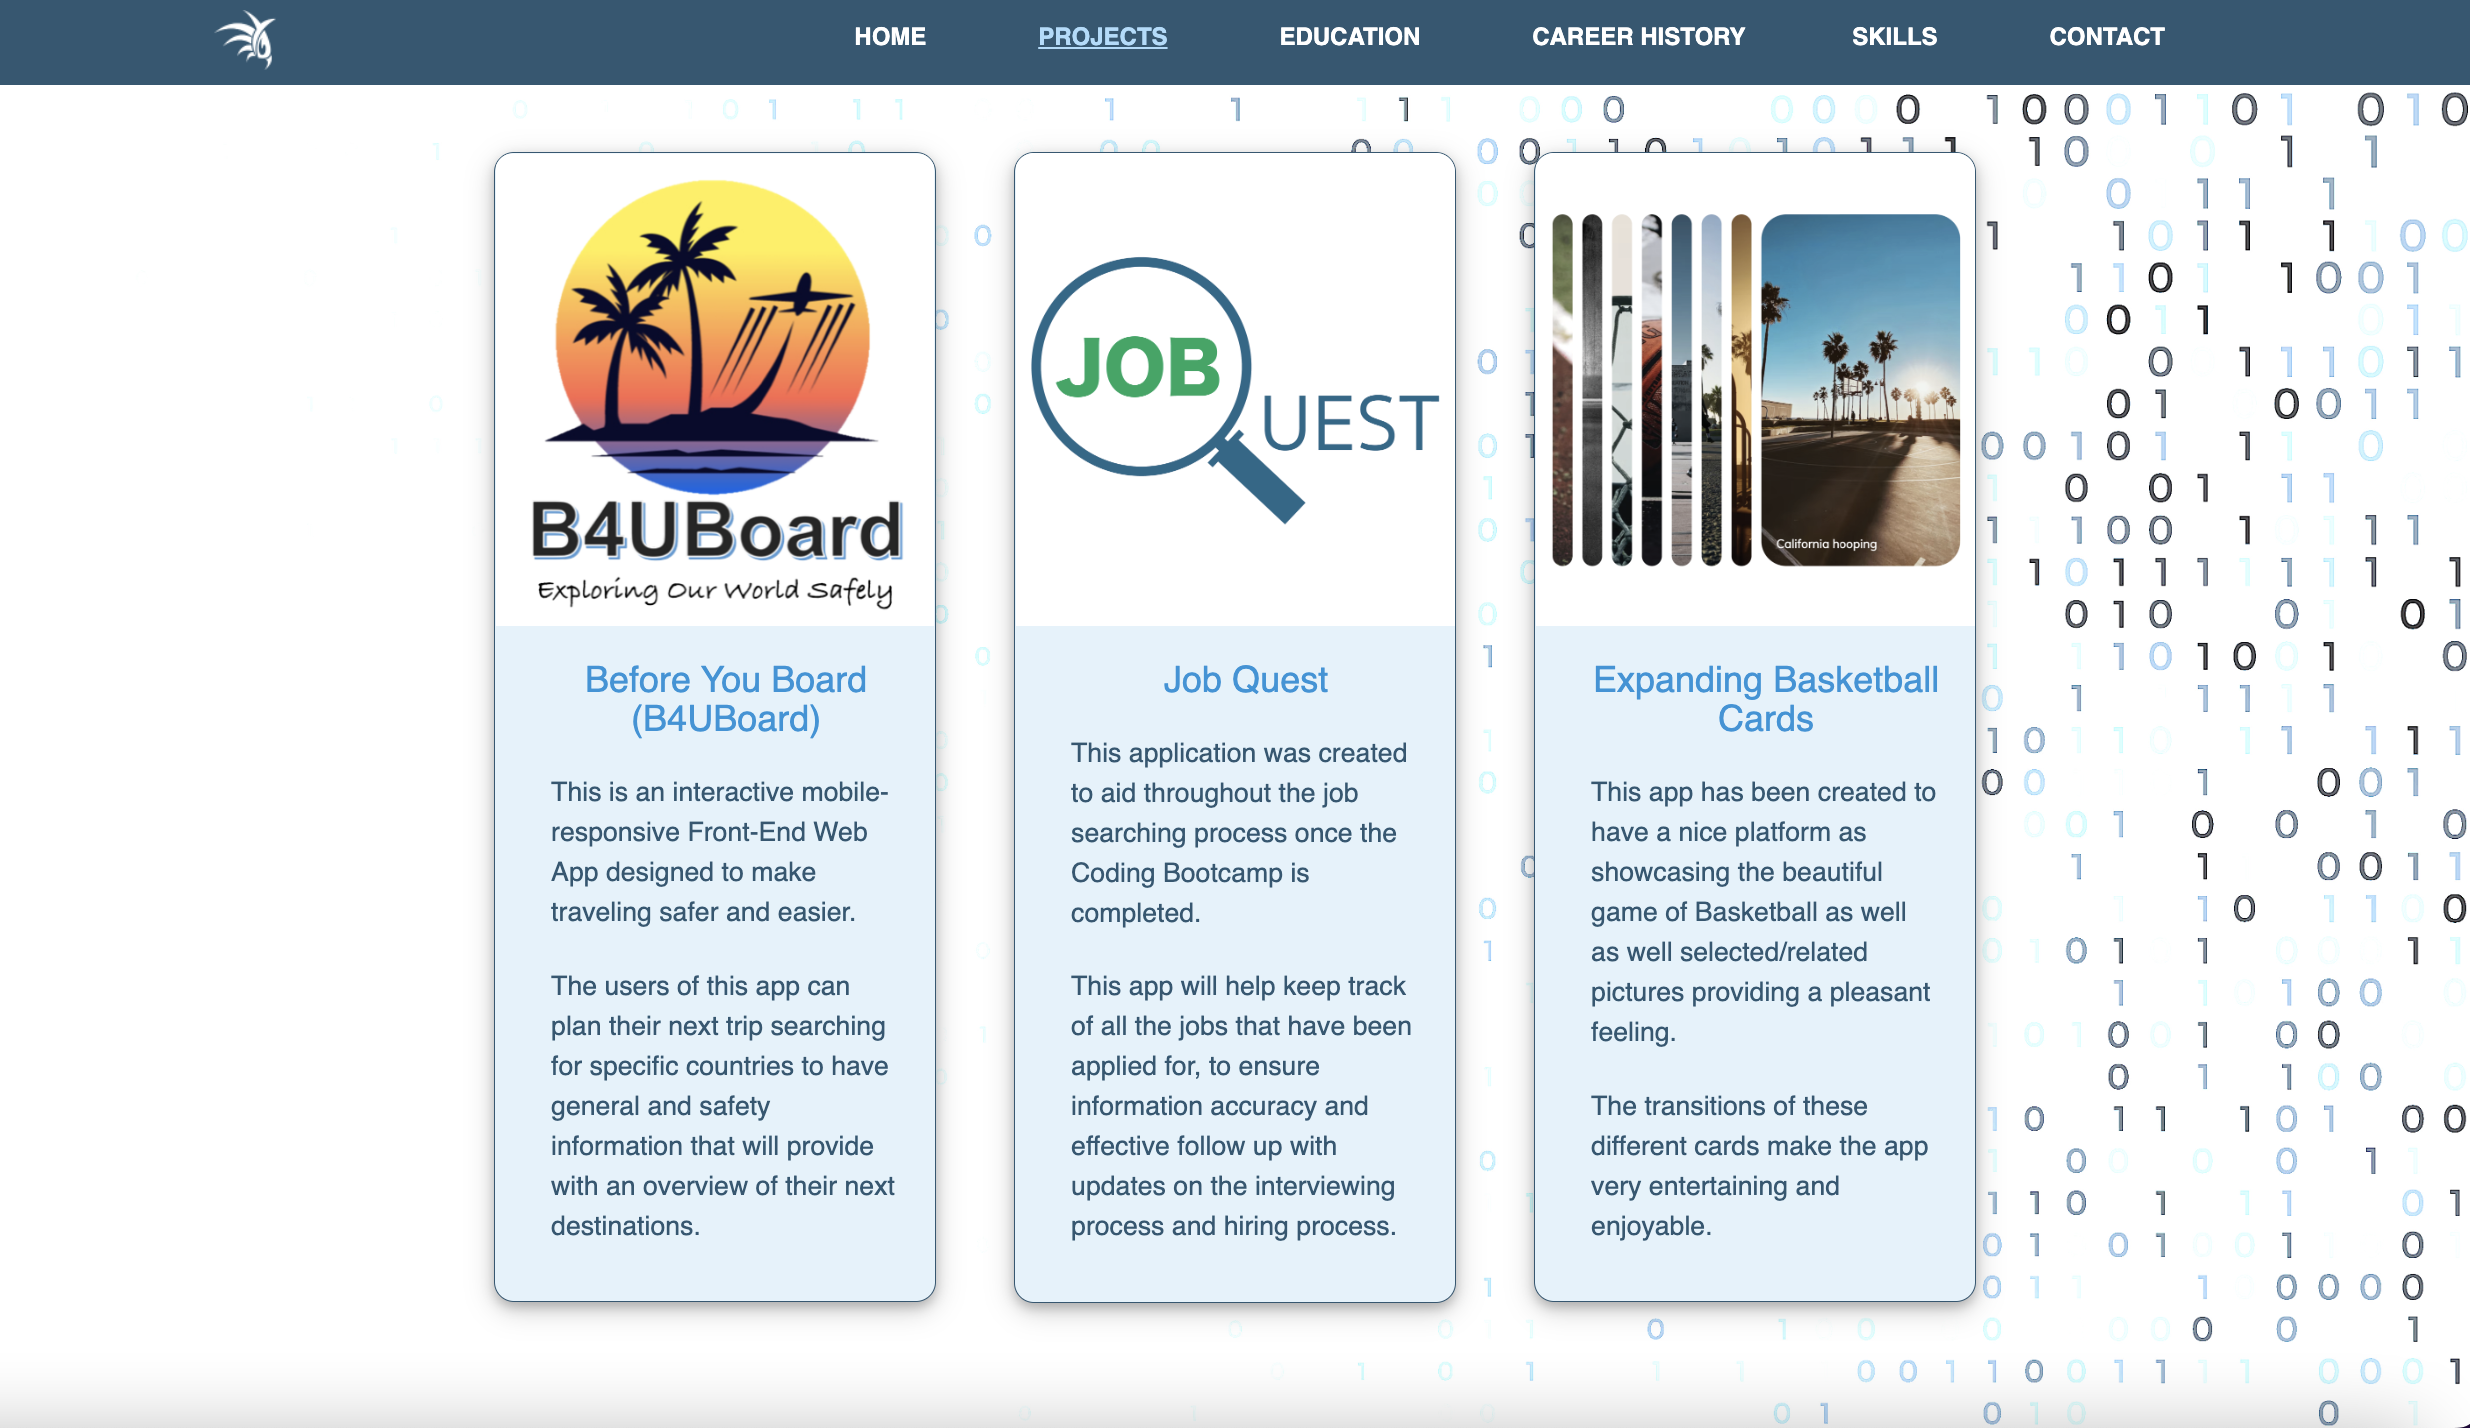 HOME PROJECTS EDUCATION CAREER HISTORY SKILLS CONTACT
B4UBoard
Exploring Our World Safely
Before You Board
(B4UBoard)
This is an interactive mobile-
responsive Front-End Web
App designed to make
traveling safer and easier.
The users of this app can
plan their next trip searching
for specific countries to have
general and safety
information that will provide
with an overview of their next
destinations.
JOB
UEST
Job Quest
This application was created
to aid throughout the job
searching process once the
Coding Bootcamp is
completed.
This app will help keep track
of all the jobs that have been
applied for, to ensure
information accuracy and
effective follow up with
updates on the interviewing
process and hiring process.
California hooping
Expanding Basketball
Cards
This app has been created to
have a nice platform as
showcasing the beautiful
game of Basketball as well
as well selected/related
pictures providing a pleasant
feeling.
The transitions of these
different cards make the app
very entertaining and
enjoyable.